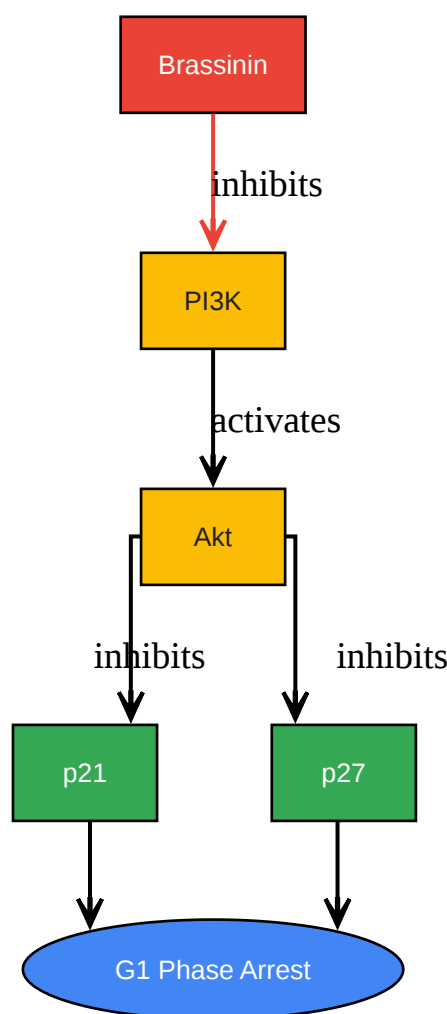 Brassinin
inhibits
PI3K
activates
Akt
inhibits inhibits
p21 p27
G1 Phase Arrest